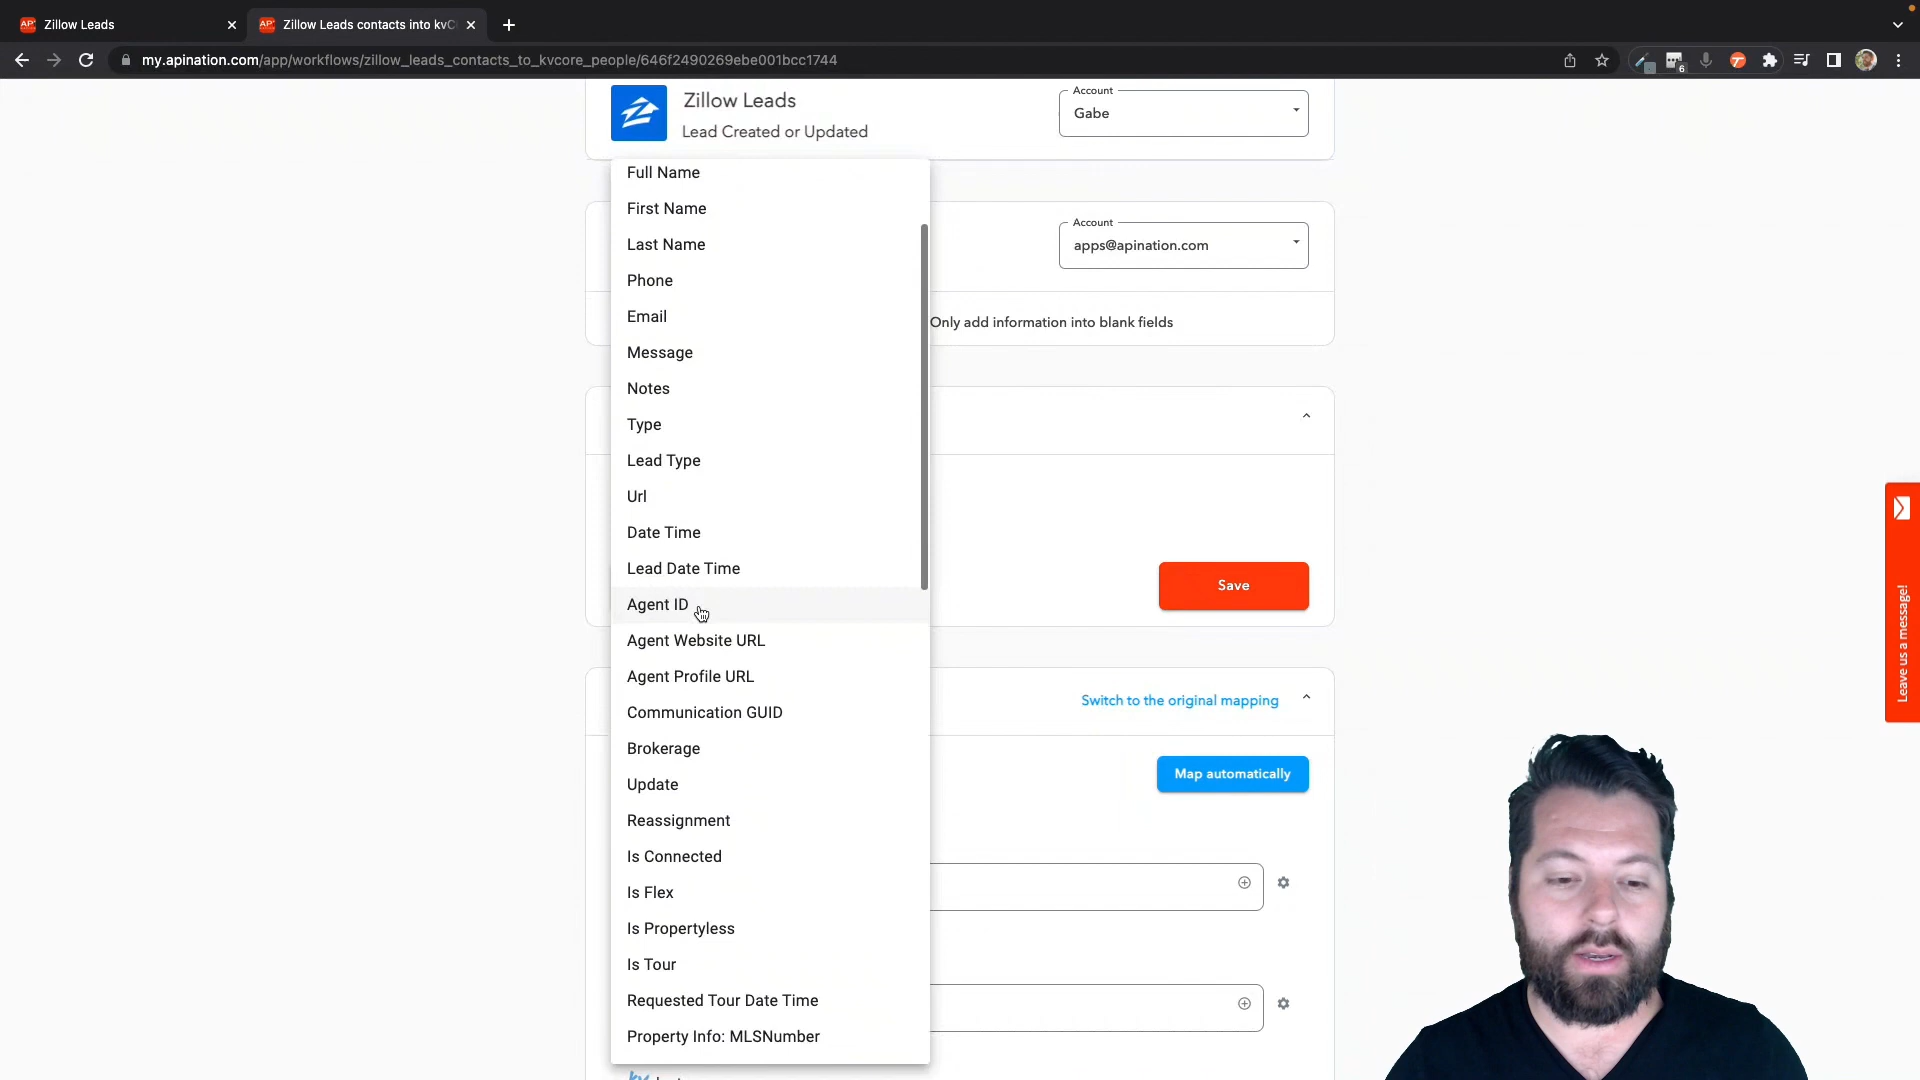 Zillow Leads
Zillow Leads contacts into kvC
my.apination.com/app/workflows/zillow_leads_contacts_to_kvcore_people/646f2490269ebe001bcc1744
6
Zillow Leads
Lead Created or Updated
Account
Gabe
Account
apps@apination.com
Only add information into blank fields
Full Name
First Name
Last Name
Phone
Email
Message
Notes
Type
Lead Type
Url
Date Time
Lead Date Time
Agent ID
Agent Website URL
Agent Profile URL
Communication GUID
Brokerage
Update
Reassignment
Is Connected
Is Flex
Is Propertyless
Is Tour
Requested Tour Date Time
Property Info: MLSNumber
Save
Switch to the original mapping
Map automatically
Leave us a message!